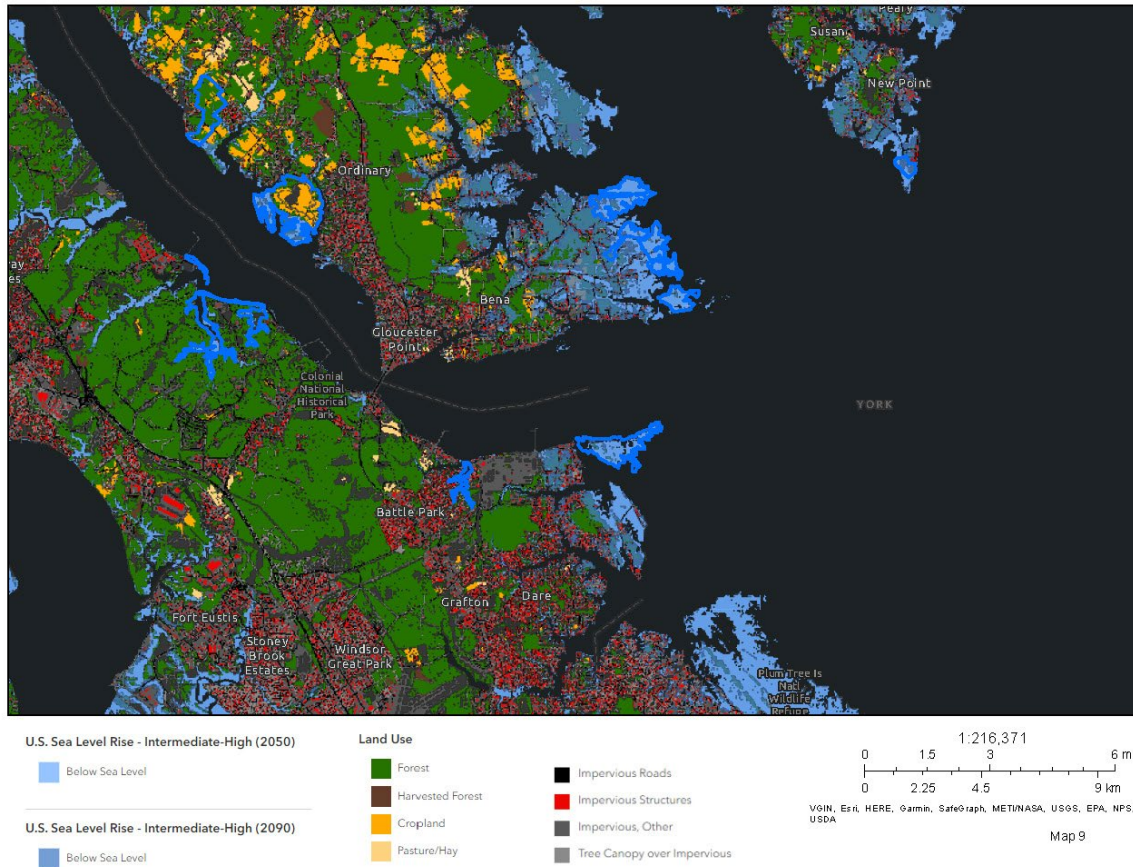 Peary
Susan
New Point
Ordinary
ray
es
Bena
Gloucester
Point
Colonial
National
Historical
Park
YORK
Battle Park
Grafton
Dare
Fort Eustis
Stoney
Brook
Estates
Windsor
Great Park
Plum Tree Is
Natl
Wildlife
Refuge
U.S. Sea Level Rise - Intermediate-High (2050)
Below Sea Level
U.S. Sea Level Rise - Intermediate-High (2090)
Below Sea Level
Land Use
Forest
Harvested Forest
Cropland
Pasture/Hay
Impervious Roads
Impervious Structures
Impervious, Other
Tree Canopy over Impervious
1:216,371
0 1.5 3 6 m
0 2.25 4.5 9 km
VGIN, Esri, HERE, Garmin, SafeGraph, METI/NASA, USGS, EPA, NPS,
USDA
Map 9